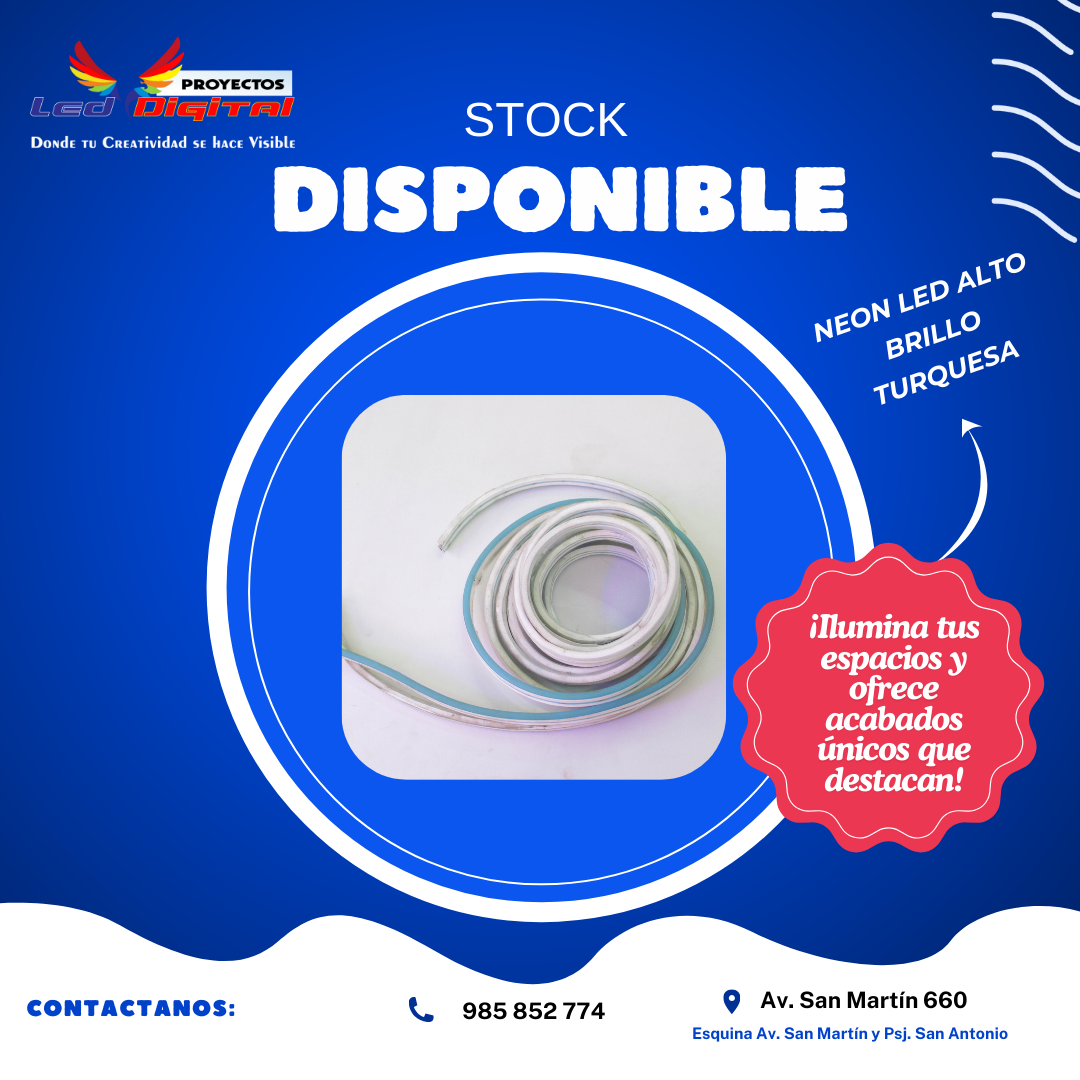 PROYECTOS
Led Digital
Donde tu Creatividad se hace Visible
STOCK
DISPONIBLE
NEON LED ALTO
BRILLO
TURQUESA
¡Ilumina tus
espacios y
ofrece
acabados
únicos que
destacan!
CONTACTANOS:
985 852 774
Av. San Martín 660
Esquina Av. San Martín y Psj. San Antonio